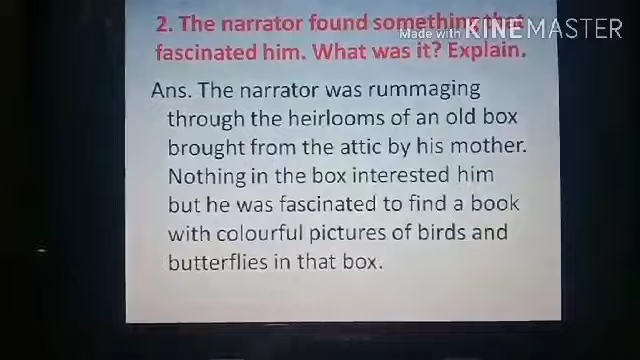 2. The narrator found something that
Made with KINEMASTER
fascinated him. What was it? Explain.
Ans. The narrator was rummaging
through the heirlooms of an old box
brought from the attic by his mother.
Nothing in the box interested him
but he was fascinated to find a book
with colourful pictures of birds and
butterflies in that box.